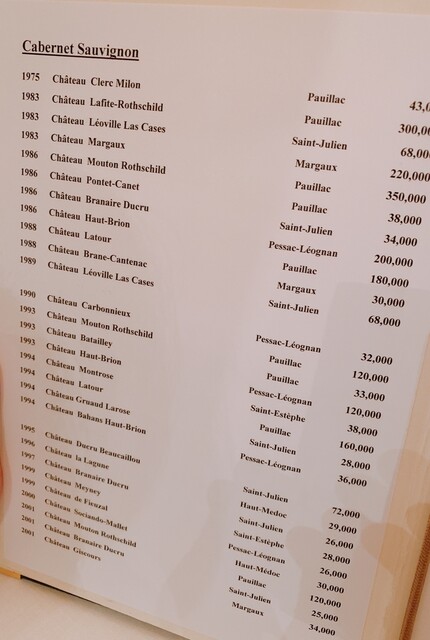 Cabernet Sauvignon
1975 Château Clerc Milon Pauillac 43,0
1983 Château Lafite-Rothschild Pauillac 300,00
1983 Château Léoville Las Cases Saint-Julien 68,000
1983 Château Margaux Margaux 220,000
1986 Château Mouton Rothschild Pauillac 350,000
1986 Château Pontet-Canet Pauillac 38,000
1986 Château Branaire Ducru Saint-Julien 34,000
1986 Château Haut-Brion Pessac-Léognan 200,000
1988 Château Latour Pauillac 180,000
1988 Château Brane-Cantenac Margaux 30,000
1989 Château Léoville Las Cases Saint-Julien 68,000
1990 Château Carbonnieux Pessac-Léognan 32,000
1993 Château Mouton Rothschild Pauillac 120,000
1993 Château Batailley Pauillac 33,000
1993 Château Haut-Brion Pessac-Léognan 120,000
1994 Château Montrose Saint-Estèphe 38,000
1994 Château Latour Pauillac 160,000
1994 Château Gruaud Larose Saint-Julien 28,000
1994 Château Bahans Haut-Brion Pessac-Léognan 36,000
1995 Château Ducru Beaucaillou Saint-Julien 72,000
1996 Château la Lagune Haut-Medoc 29,000
1997 Château Branaire Ducru Saint-Julien 26,000
1999 Château Meyney Saint-Estèphe 28,000
1999 Château de Fieuzal Pessac-Léognan 26,000
2000 Château Sociando-Mallet Haut-Médoc 30,000
2001 Château Mouton Rothschild Pauillac 120,000
2001 Château Branaire Ducru Saint-Julien 25,000
2001 Château Giscours Margaux 34,000